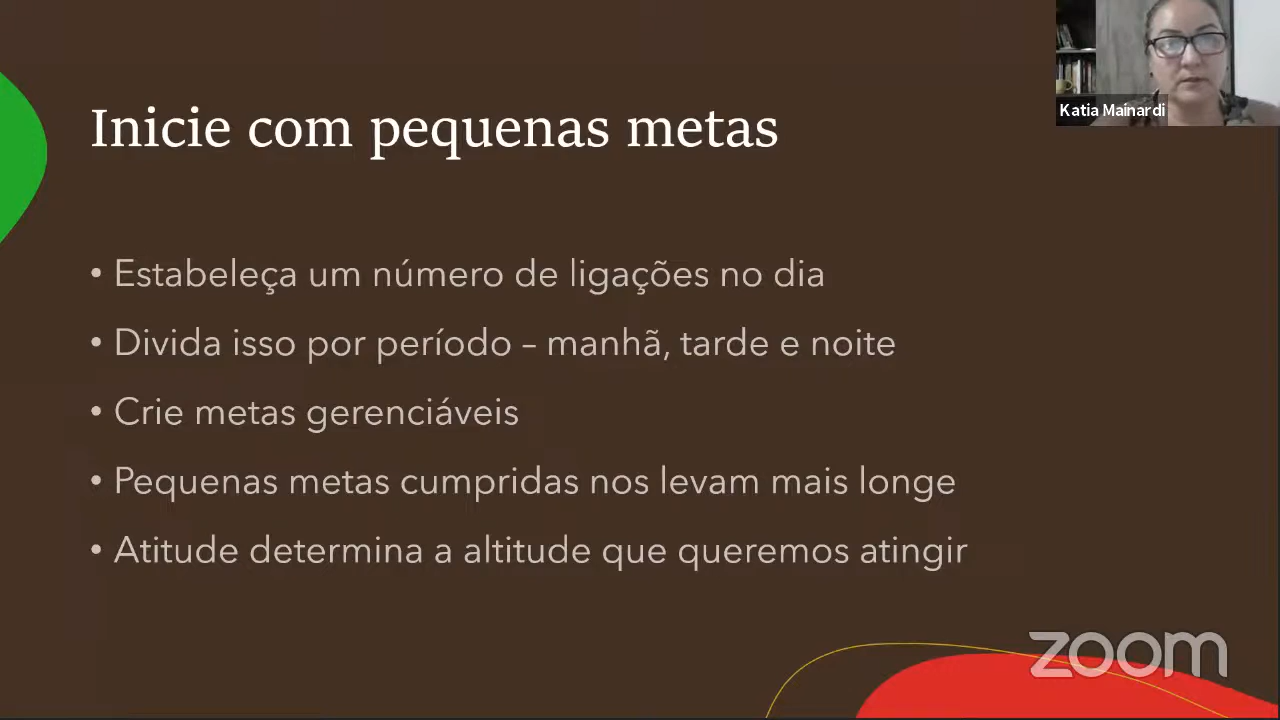 Katia Mainardi
Inicie com pequenas metas
• Estabeleça um número de ligações no dia
• Divida isso por período – manhã, tarde e noite
• Crie metas gerenciáveis
• Pequenas metas cumpridas nos levam mais longe
• Atitude determina a altitude que queremos atingir
zoom